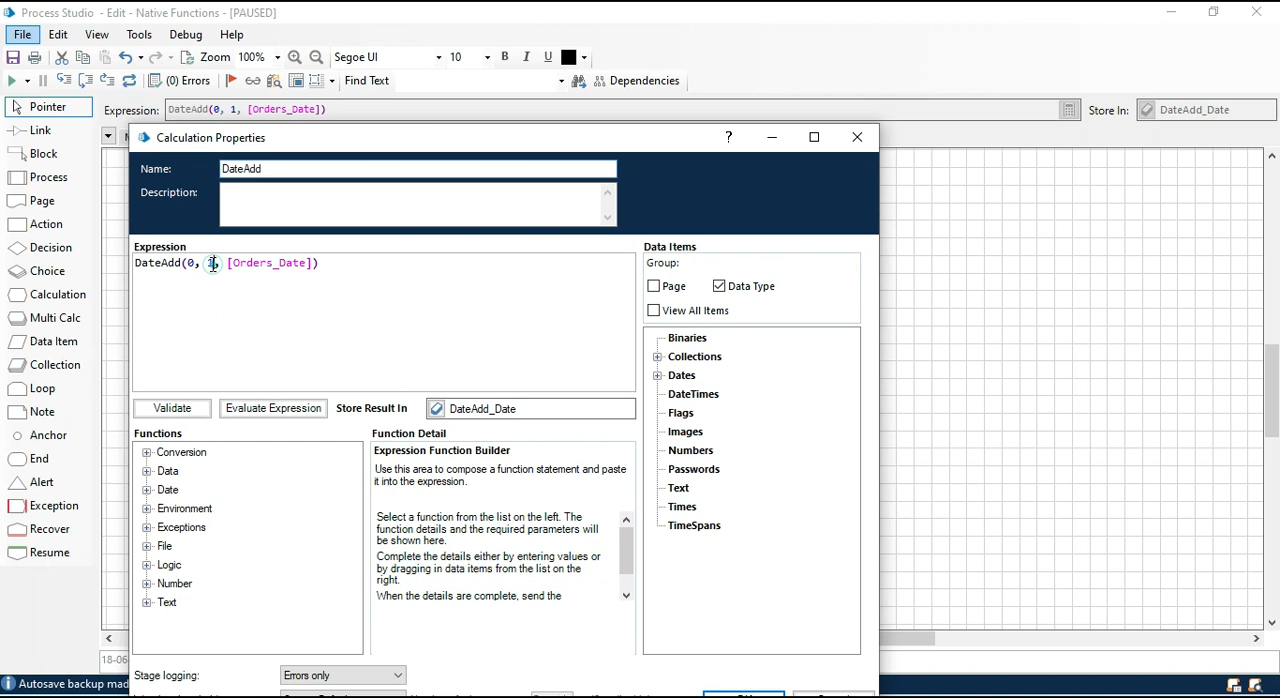 Process Studio - Edit - Native Functions - [PAUSED]
File Edit View Tools Debug Help
Zoom 100% Segoe UI 10 B I U
(0) Errors Find Text Dependencies
Pointer
Expression: DateAdd(0, 1, [Orders_Date]) Store In: DateAdd_Date
Link
Block
Process
Page
Action
Decision
Choice
Calculation
Multi Calc
Data Item
Collection
Loop
Note
Anchor
End
Alert
Exception
Recover
Resume
Calculation Properties ?
Name: DateAdd
Description:
Expression
DateAdd(0, 1, [Orders_Date])
Data Items
Group:
Page Data Type
View All Items
Binaries
Collections
Dates
DateTimes
Flags
Images
Numbers
Passwords
Text
Times
TimeSpans
Validate Evaluate Expression Store Result In DateAdd_Date
Functions
Conversion
Data
Date
Environment
Exceptions
File
Logic
Number
Text
Function Detail
Expression Function Builder
Use this area to compose a function statement and paste
it into the expression.
Select a function from the list on the left. The
function details and the required parameters will
be shown here.
Complete the details either by entering values or
by dragging in data items from the list on the
right.
When the details are complete, send the
Stage logging: Errors only
18-06
Autosave backup mad